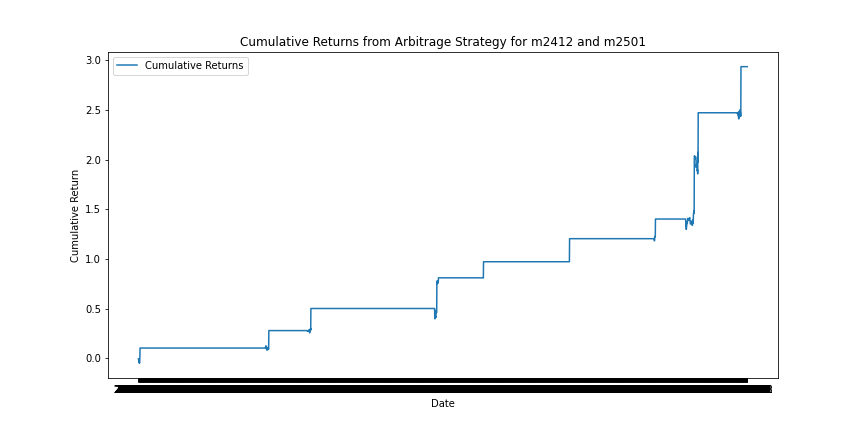 Cumulative Returns from Arbitrage Strategy for m2412 and m2501
Cumulative Returns
3.0
2.5
2.0
1.5
1.0
0.5
0.0
Cumulative Return
Date